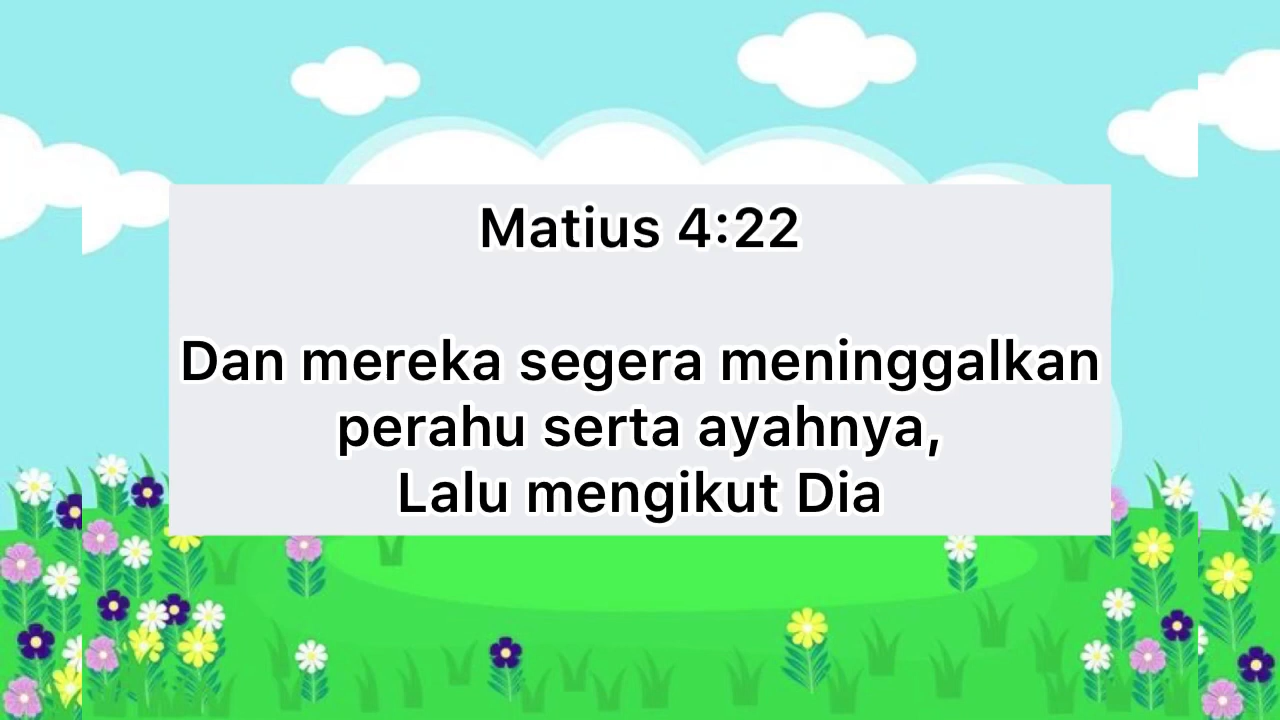 Matius 4:22
Dan mereka segera meninggalkan
perahu serta ayahnya,
Lalu mengikut Dia